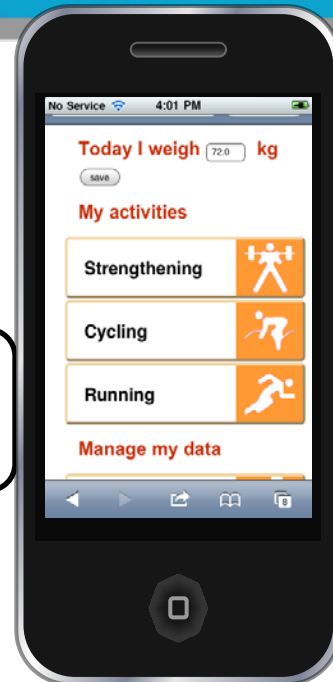 No Service 4:01 PM
Today I weigh 72.0 kg
save
My activities
Strengthening
Cycling
Running
Manage my data
8